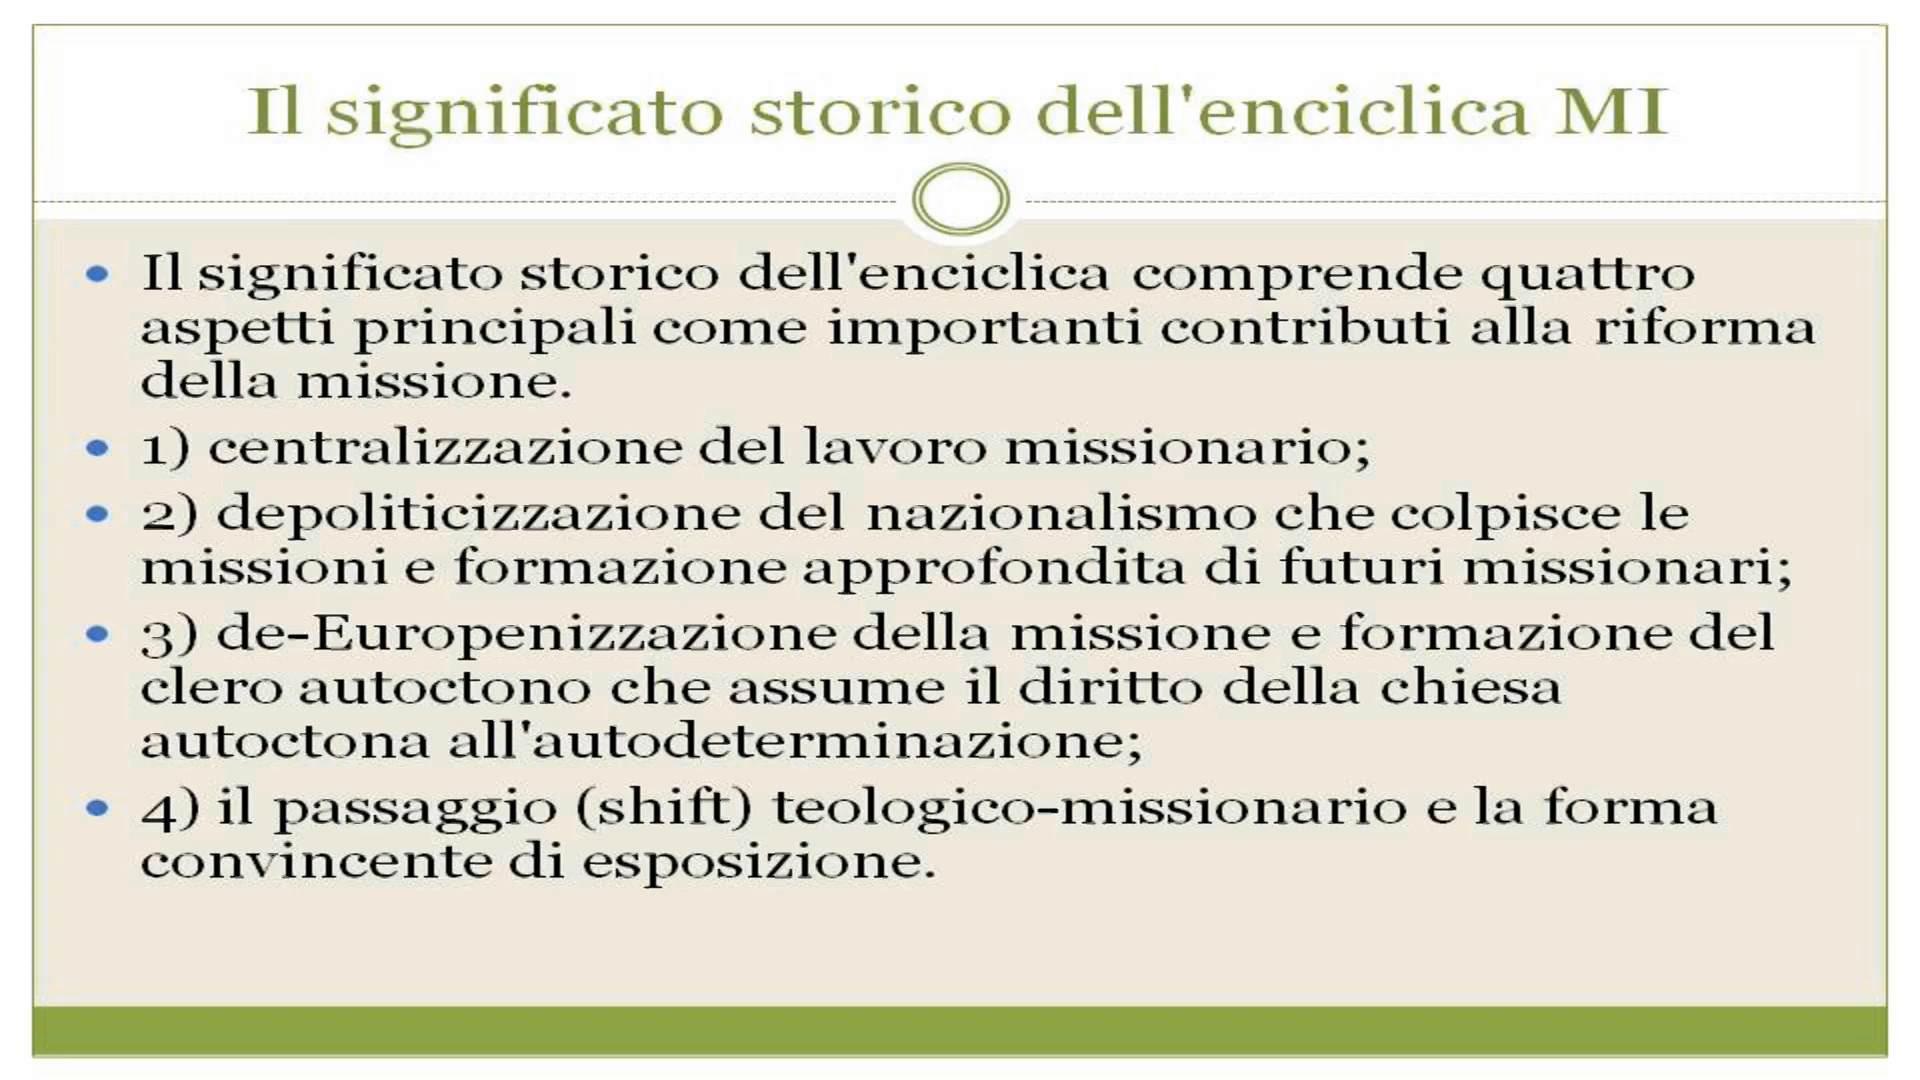 Il significato storico dell'enciclica MI
• Il significato storico dell'enciclica comprende quattro
aspetti principali come importanti contributi alla riforma
della missione.
• 1) centralizzazione del lavoro missionario;
• 2) depoliticizzazione del nazionalismo che colpisce le
missioni e formazione approfondita di futuri missionari;
• 3) de-Europenizzazione della missione e formazione del
clero autoctono che assume il diritto della chiesa
autoctona all'autodeterminazione;
• 4) il passaggio (shift) teologico-missionario e la forma
convincente di esposizione.